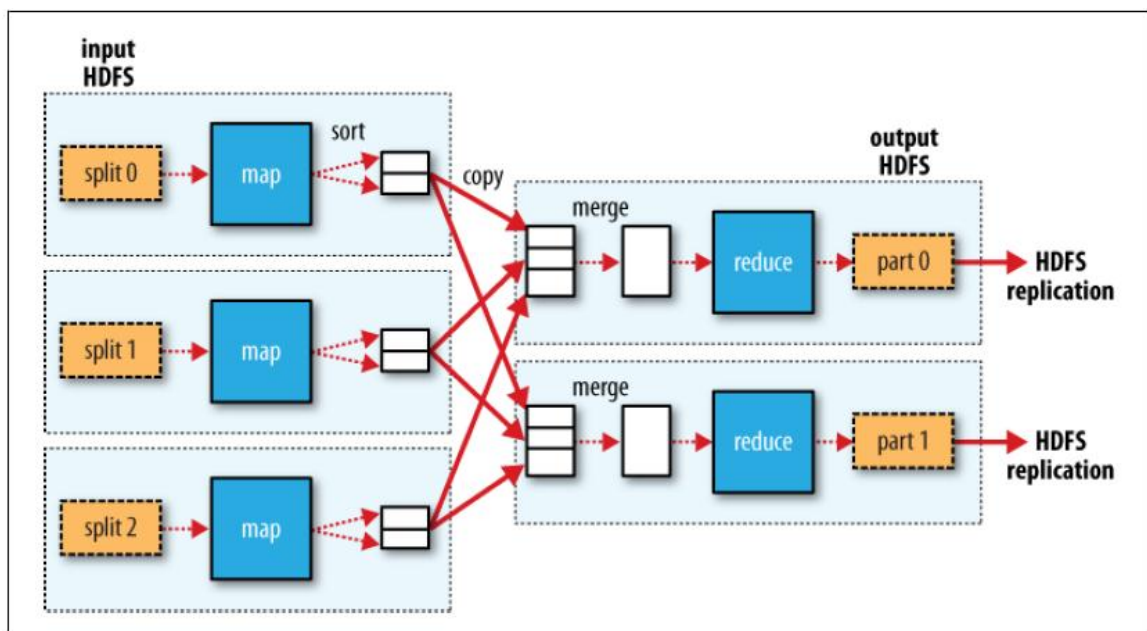 input
HDFS
split 0
map
sort
copy
split 1
map
split 2
map
output
HDFS
merge
reduce
part 0
HDFS
replication
merge
reduce
part 1
HDFS
replication